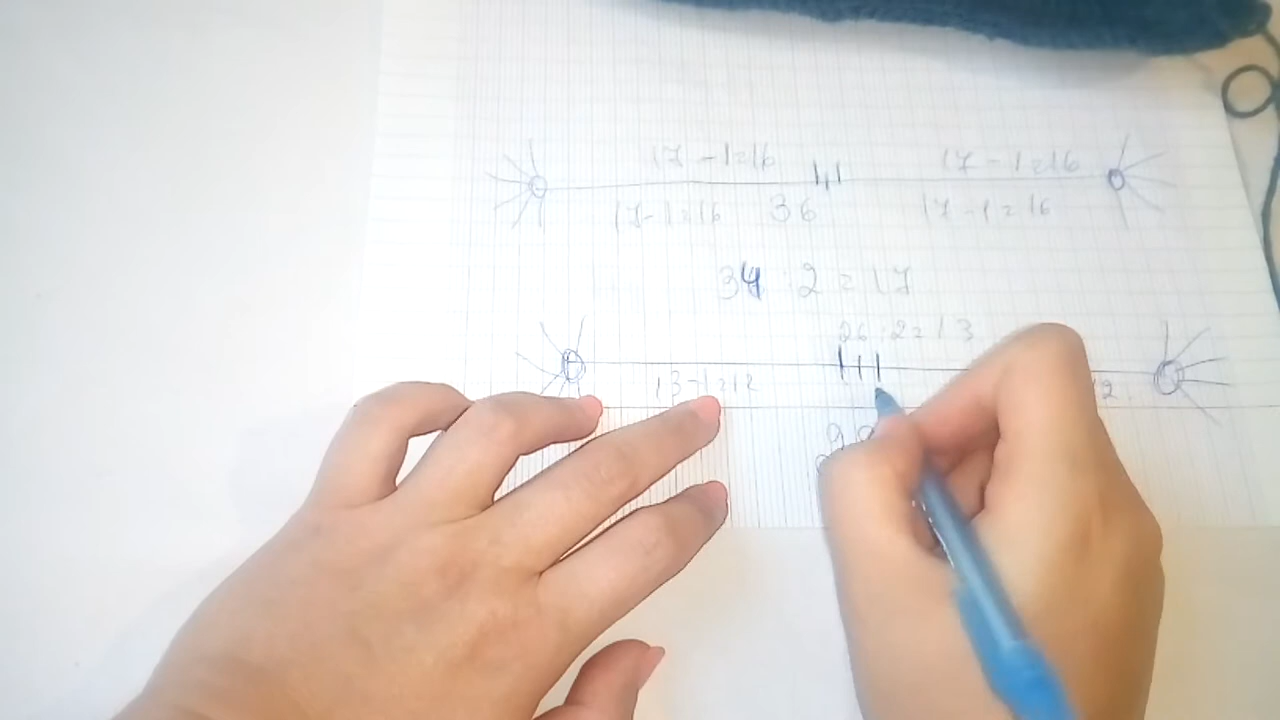 17 - 1 = 16 17 - 1 = 16
17 - 1 = 16 36 17 - 1 = 16
34 : 2 = 17
26 : 2 = 13
13 - 1 = 12 12